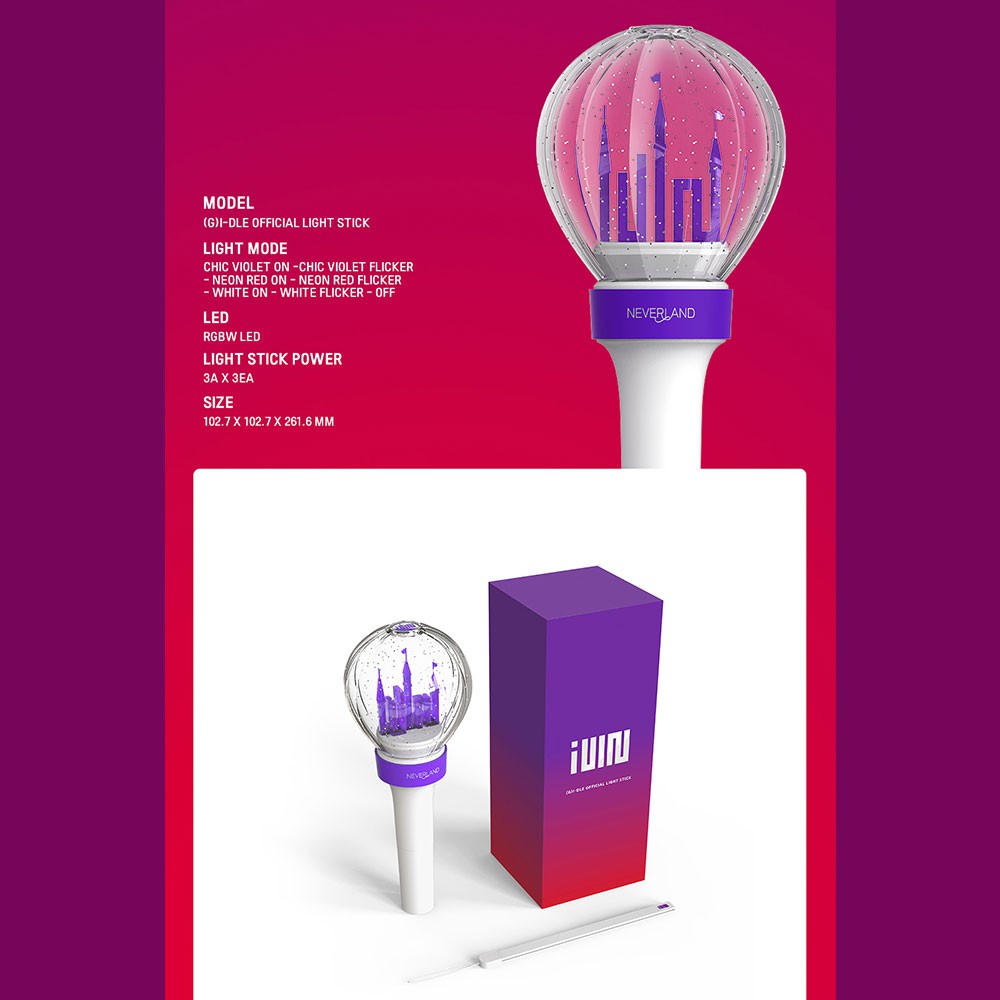 MODEL
(G)I-DLE OFFICIAL LIGHT STICK
LIGHT MODE
CHIC VIOLET ON -CHIC VIOLET FLICKER
- NEON RED ON - NEON RED FLICKER
- WHITE ON - WHITE FLICKER - OFF
LED
RGBW LED
LIGHT STICK POWER
3A X 3EA
SIZE
102.7 X 102.7 X 261.6 MM
NEVERLAND
NEVERLAND
(G)I-DLE OFFICIAL LIGHT STICK